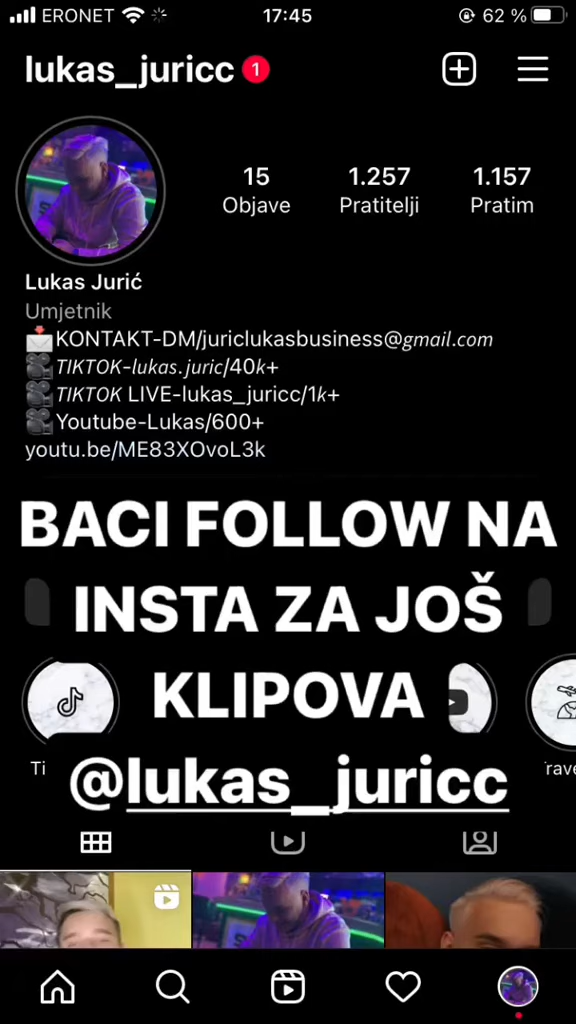 ERONET 17:45 62 %
lukas_juricc 1
15 1.257 1.157
Objave Pratitelji Pratim
Lukas Jurić
Umjetnik
KONTAKT-DM/juriclukasbusiness@gmail.com
TIKTOK-lukas.juric/40k+
TIKTOK LIVE-lukas_juricc/1k+
Youtube-Lukas/600+
youtu.be/ME83XOvoL3k
BACI FOLLOW NA
INSTA ZA JOŠ
KLIPOVA
@lukas_juricc
Ti rave